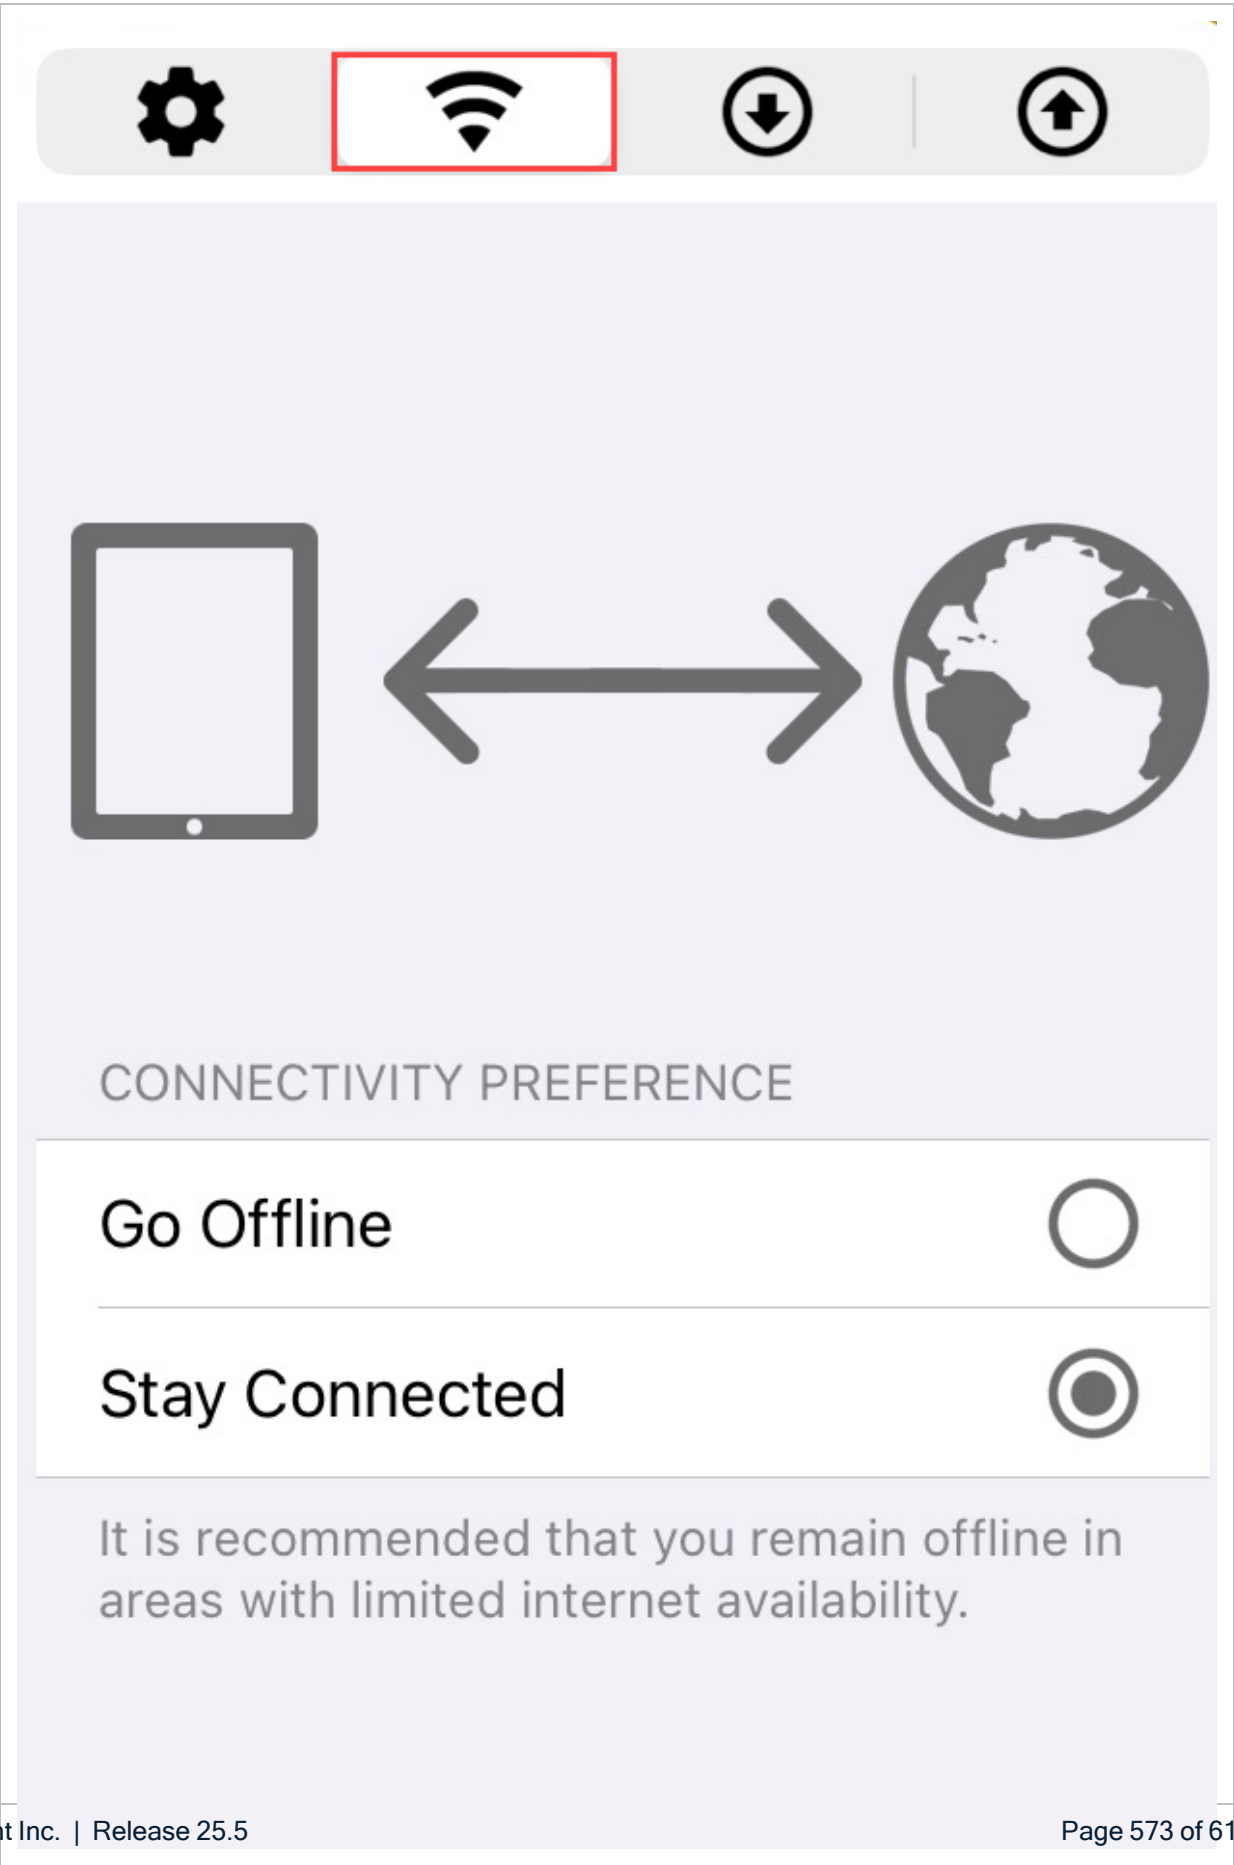 CONNECTIVITY PREFERENCE
Go Offline
Stay Connected
It is recommended that you remain offline in
areas with limited internet availability.
Inc. | Release 25.5
Page 573 of 61